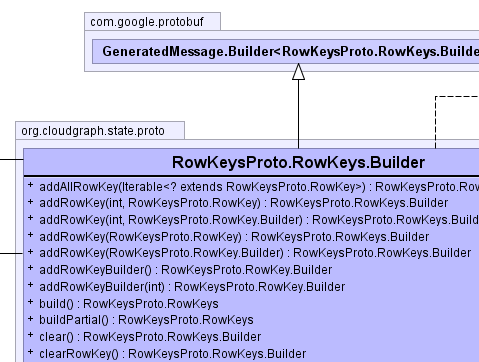 com.google.protobuf
GeneratedMessage.Builder<RowKeysProto.RowKeys.Builde
org.cloudgraph.state.proto
RowKeysProto.RowKeys.Builder
+ addAllRowKey(Iterable<? extends RowKeysProto.RowKey>) : RowKeysProto.Row
+ addRowKey(int, RowKeysProto.RowKey) : RowKeysProto.RowKeys.Builder
+ addRowKey(int, RowKeysProto.RowKey.Builder) : RowKeysProto.RowKeys.Build
+ addRowKey(RowKeysProto.RowKey) : RowKeysProto.RowKeys.Builder
+ addRowKey(RowKeysProto.RowKey.Builder) : RowKeysProto.RowKeys.Builder
+ addRowKeyBuilder() : RowKeysProto.RowKey.Builder
+ addRowKeyBuilder(int) : RowKeysProto.RowKey.Builder
+ build() : RowKeysProto.RowKeys
+ buildPartial() : RowKeysProto.RowKeys
+ clear() : RowKeysProto.RowKeys.Builder
+ clearRowKey() : RowKeysProto.RowKeys.Builder